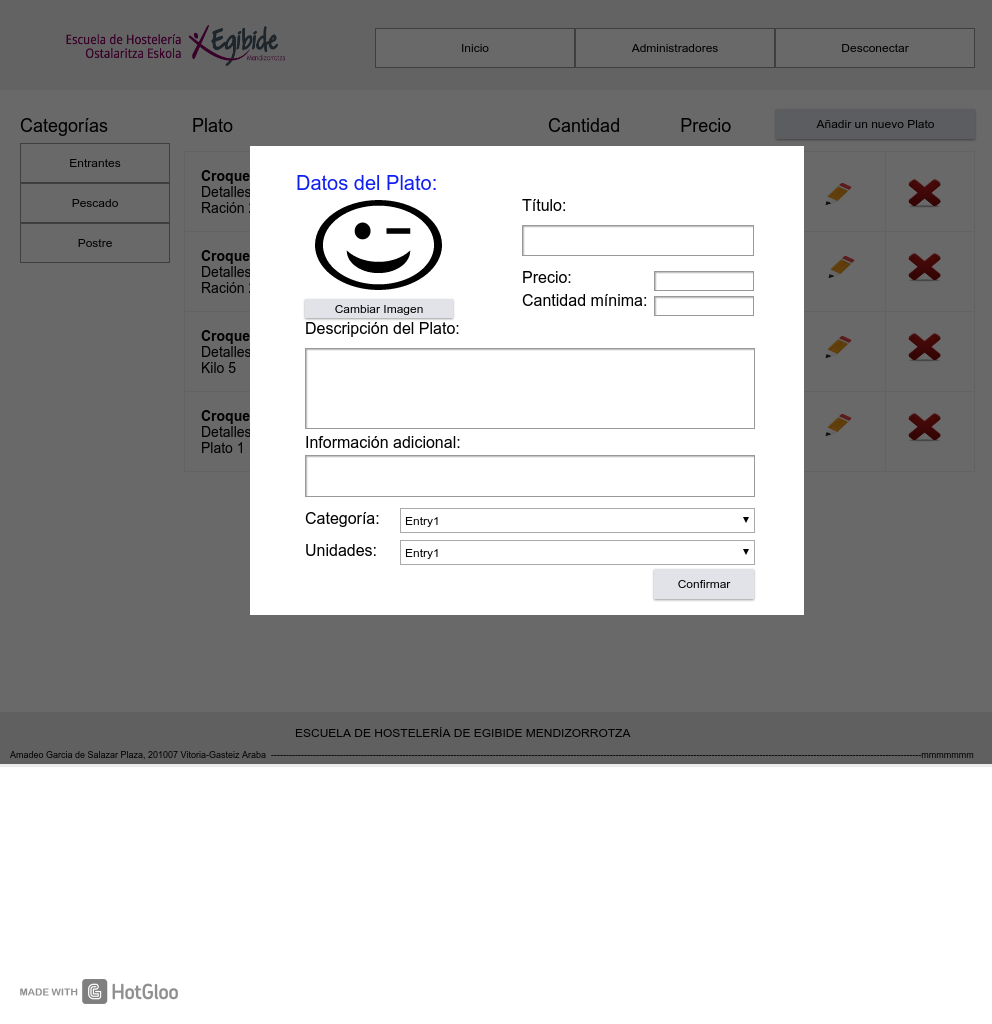 Escuela de Hostelería
Ostalaritza Eskola
Egibide
Mendizorrotza
Inicio
Administradores
Desconectar
Categorías
Plato
Cantidad
Precio
Añadir un nuevo Plato
Entrantes
Pescado
Postre
Croque
Detalles
Ración
Croque
Detalles
Ración
Croque
Detalles
Kilo 5
Croque
Detalles
Plato 1
Datos del Plato:
Título:
Precio:
Cantidad mínima:
Cambiar Imagen
Descripción del Plato:
Información adicional:
Categoría:
Entry1
Unidades:
Entry1
Confirmar
ESCUELA DE HOSTELERÍA DE EGIBIDE MENDIZORROTZA
Amadeo Garcia de Salazar Plaza, 201007 Vitoria-Gasteiz Araba
mmmmmmm
MADE WITH HotGloo